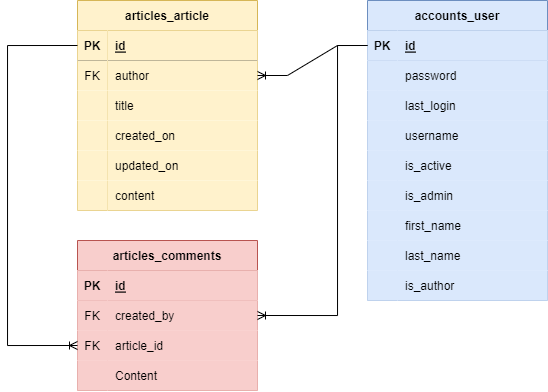 articles_article
PK id
FK author
title
created_on
updated_on
content
accounts_user
PK id
password
last_login
username
is_active
is_admin
first_name
last_name
is_author
articles_comments
PK id
FK created_by
FK article_id
Content